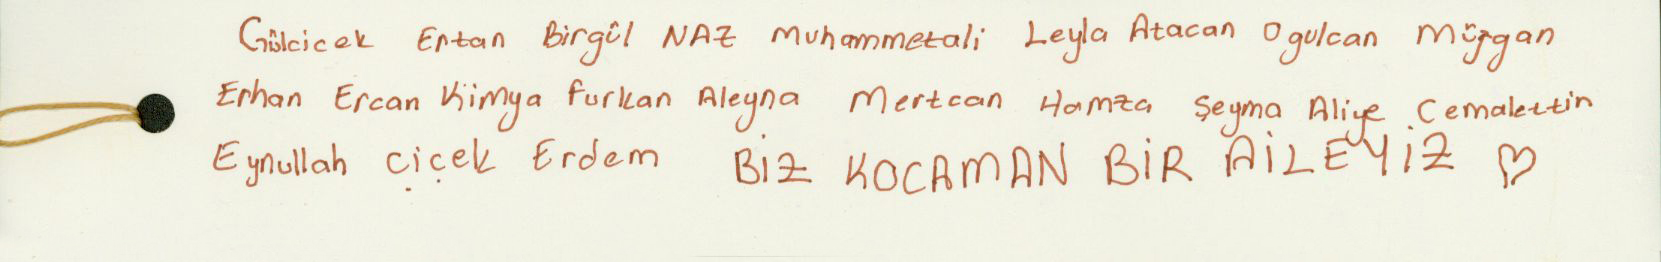 Gülcicek Ertan Birgül NAZ Muhammetali Leyla Atacan Ogulcan Müjgan
Erhan Ercan Kimya Furkan Aleyna Mertcan Hamza Şeyma Aliye Cemalettin
Eynullah Çiçek Erdem BİZ KOCAMAN BİR AİLEYİZ ♡